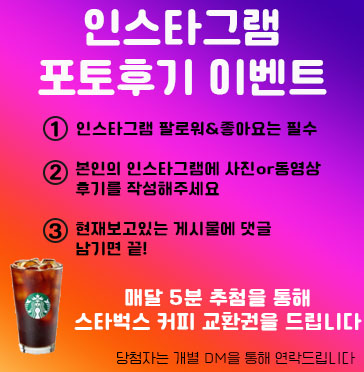 인스타그램
포토후기 이벤트
① 인스타그램 팔로워&좋아요는 필수
② 본인의 인스타그램에 사진or동영상
후기를 작성해주세요
③ 현재보고있는 게시물에 댓글
남기면 끝!
매달 5분 추첨을 통해
스타벅스 커피 교환권을 드립니다
당첨자는 개별 DM을 통해 연락드립니다